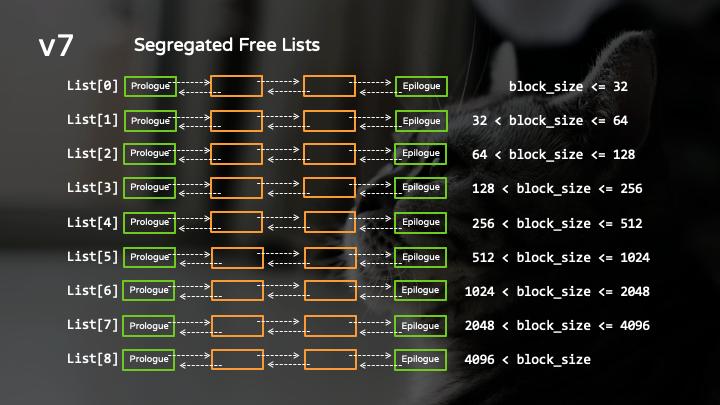 v7 Segregated Free Lists
List[0] Prologue Epilogue block_size <= 32
List[1] Prologue Epilogue 32 < block_size <= 64
List[2] Prologue Epilogue 64 < block_size <= 128
List[3] Prologue Epilogue 128 < block_size <= 256
List[4] Prologue Epilogue 256 < block_size <= 512
List[5] Prologue Epilogue 512 < block_size <= 1024
List[6] Prologue Epilogue 1024 < block_size <= 2048
List[7] Prologue Epilogue 2048 < block_size <= 4096
List[8] Prologue Epilogue 4096 < block_size